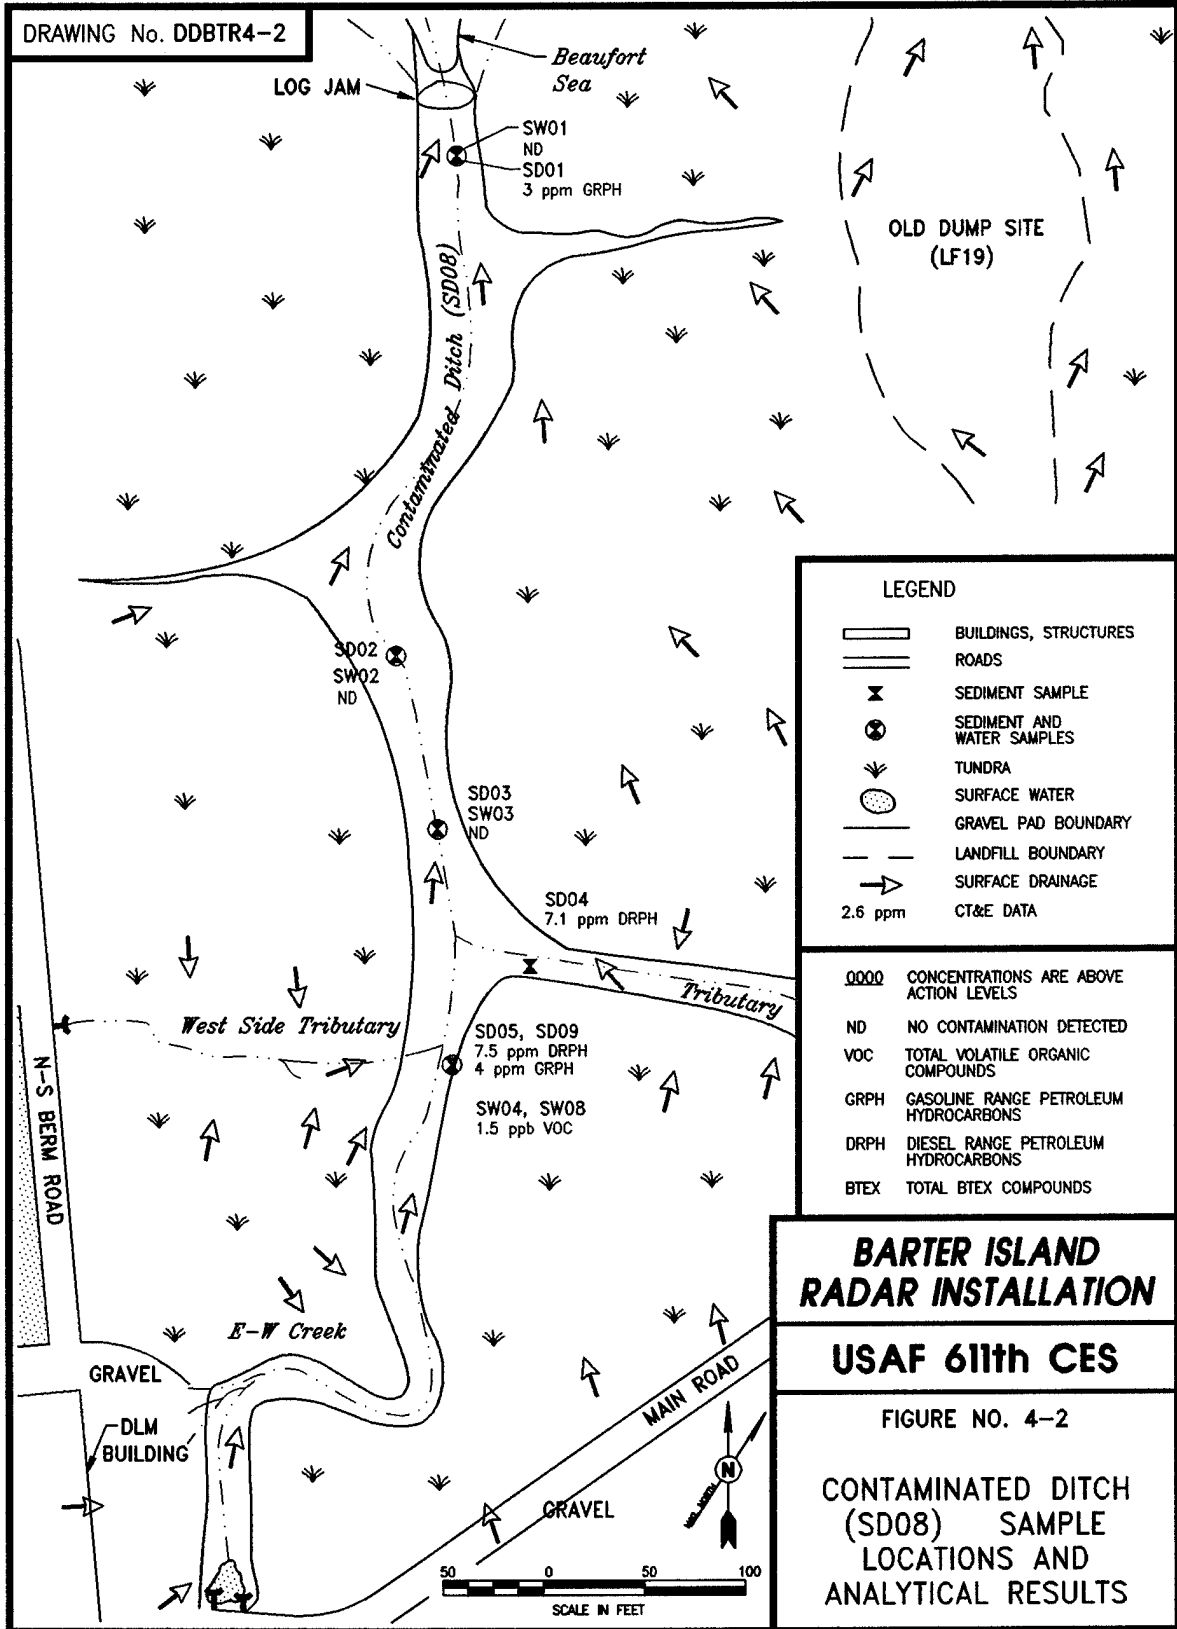 DRAWING No. DDBTR4-2
Beaufort
Sea
LOG JAM
SW01
ND
SD01
3 ppm GRPH
OLD DUMP SITE
(LF19)
Contaminated Ditch (SD08)
SD02
SW02
ND
SD03
SW03
ND
SD04
7.1 ppm DRPH
Tributary
West Side Tributary
SD05, SD09
7.5 ppm DRPH
4 ppm GRPH
SW04, SW08
1.5 ppb VOC
N-S BERM ROAD
E-W Creek
GRAVEL
DLM
BUILDING
MAIN ROAD
GRAVEL
N
MAG. NORTH
50 0 50 100
SCALE IN FEET
LEGEND
BUILDINGS, STRUCTURES
ROADS
SEDIMENT SAMPLE
SEDIMENT AND
WATER SAMPLES
TUNDRA
SURFACE WATER
GRAVEL PAD BOUNDARY
LANDFILL BOUNDARY
SURFACE DRAINAGE
2.6 ppm CT&E DATA
0000 CONCENTRATIONS ARE ABOVE
ACTION LEVELS
ND NO CONTAMINATION DETECTED
VOC TOTAL VOLATILE ORGANIC
COMPOUNDS
GRPH GASOLINE RANGE PETROLEUM
HYDROCARBONS
DRPH DIESEL RANGE PETROLEUM
HYDROCARBONS
BTEX TOTAL BTEX COMPOUNDS
BARTER ISLAND
RADAR INSTALLATION
USAF 611th CES
FIGURE NO. 4-2
CONTAMINATED DITCH
(SD08) SAMPLE
LOCATIONS AND
ANALYTICAL RESULTS